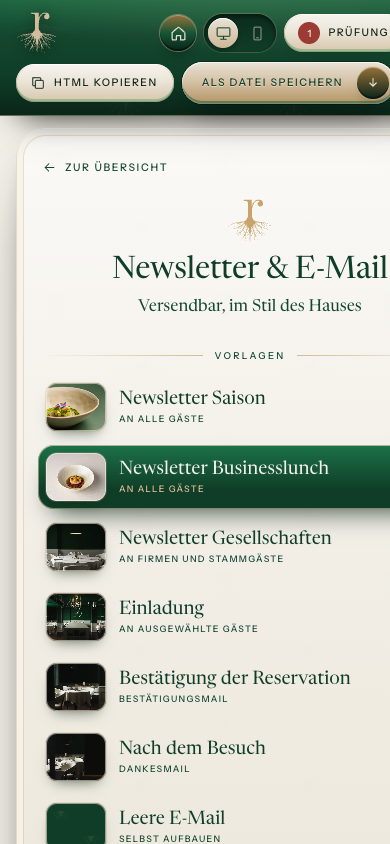 r
1 PRÜFUNG
HTML KOPIEREN
ALS DATEI SPEICHERN
← ZUR ÜBERSICHT
r
Newsletter & E-Mail
Versendbar, im Stil des Hauses
VORLAGEN
Newsletter Saison
AN ALLE GÄSTE
Newsletter Businesslunch
AN ALLE GÄSTE
Newsletter Gesellschaften
AN FIRMEN UND STAMMGÄSTE
Einladung
AN AUSGEWÄHLTE GÄSTE
Bestätigung der Reservation
BESTÄTIGUNGSMAIL
Nach dem Besuch
DANKESMAIL
Leere E-Mail
SELBST AUFBAUEN